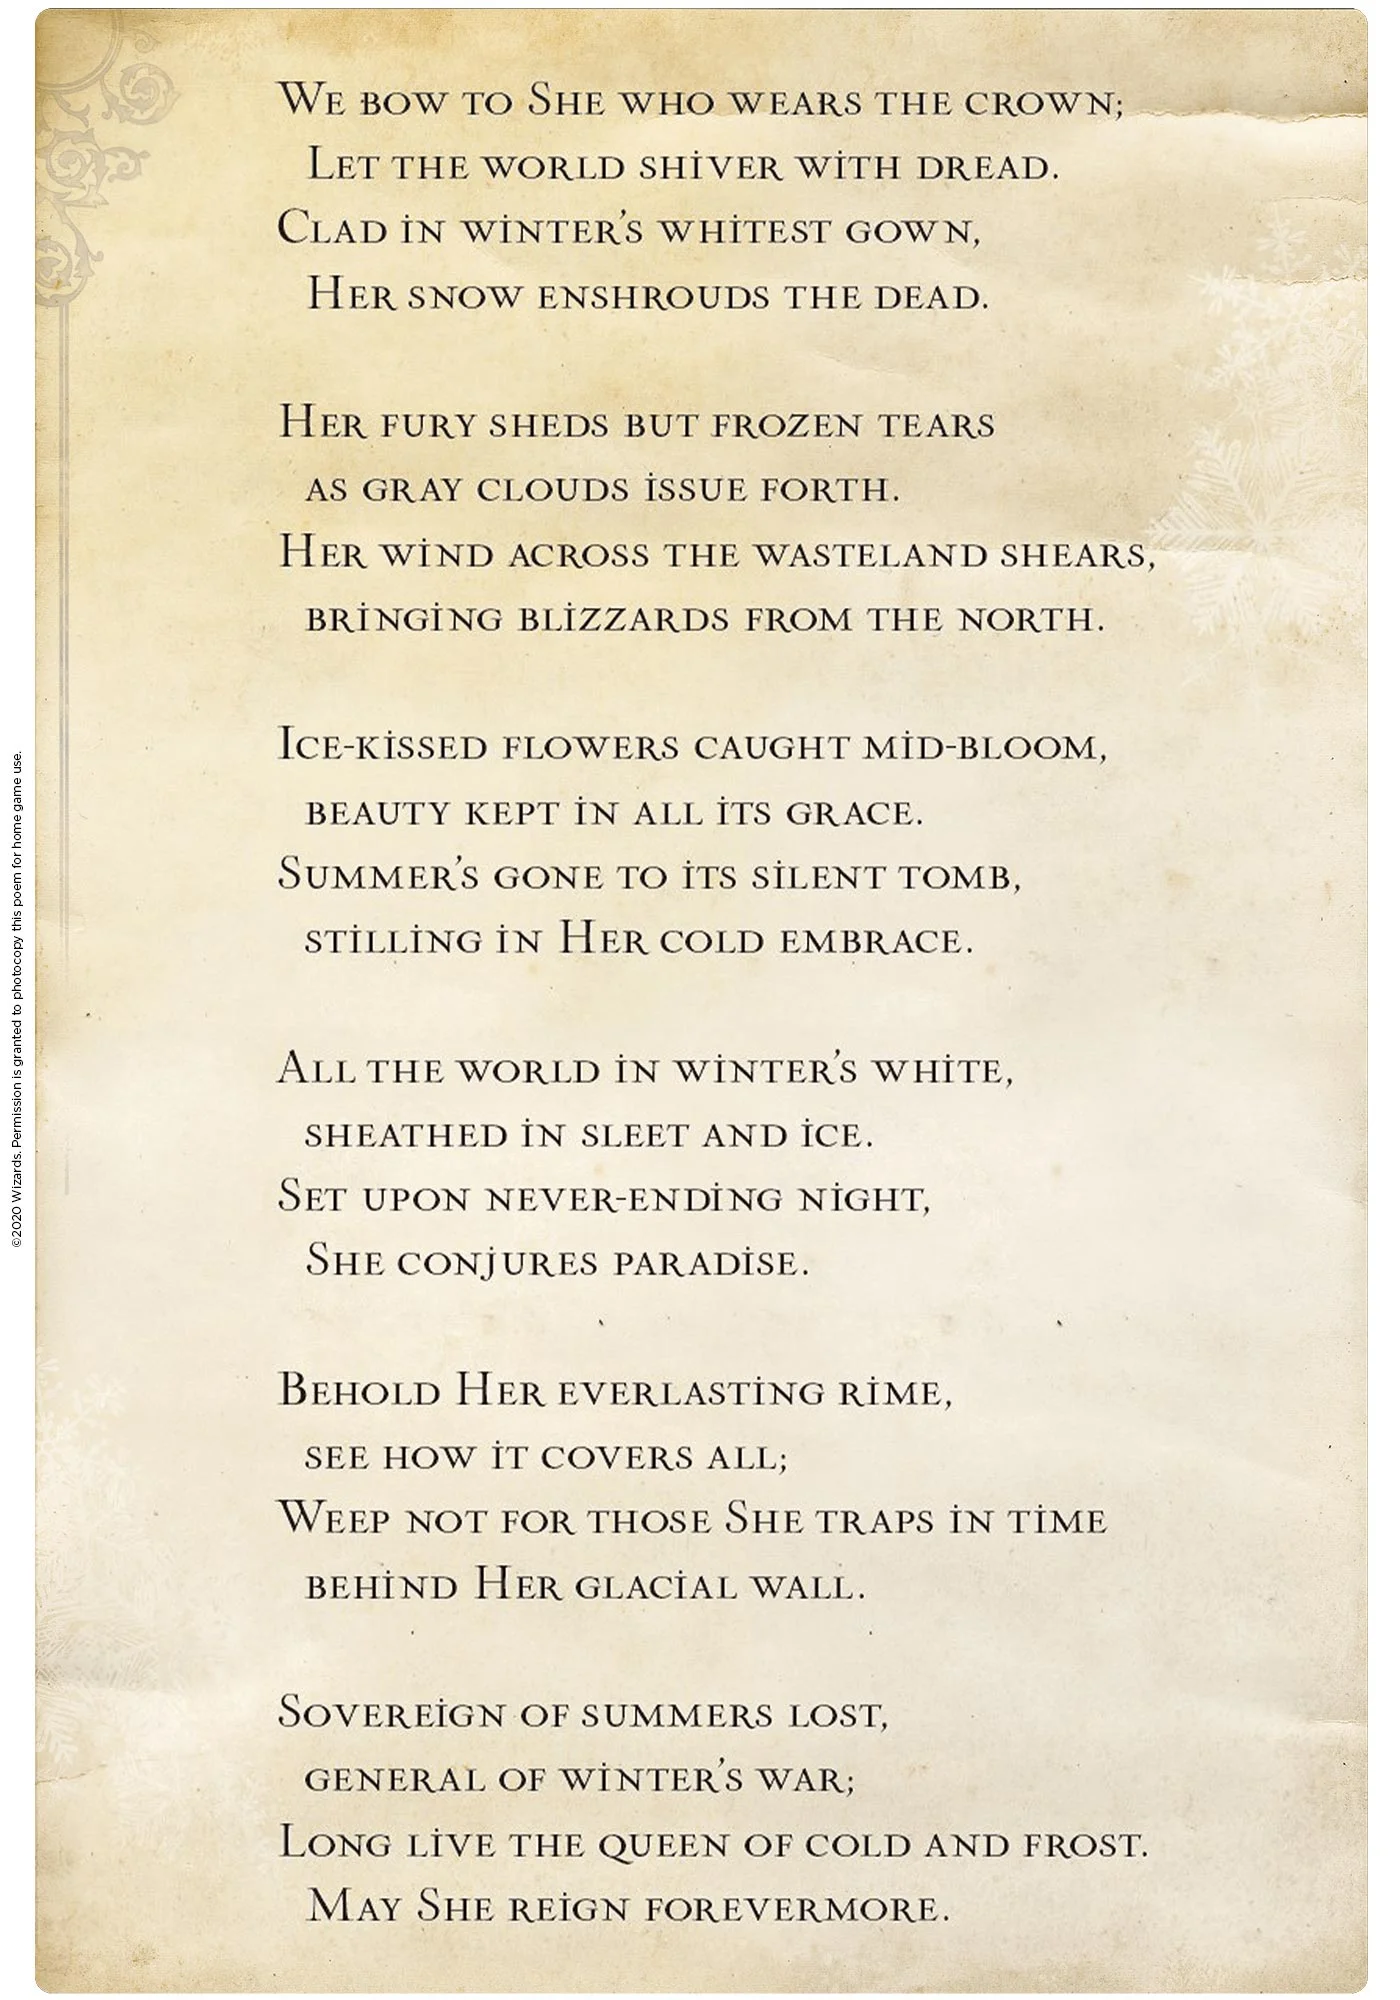 We bow to She who wears the crown;
Let the world shiver with dread.
Clad in winter's whitest gown,
Her snow enshrouds the dead.

Her fury sheds but frozen tears
as gray clouds issue forth.
Her wind across the wasteland shears,
bringing blizzards from the north.

Ice-kissed flowers caught mid-bloom,
beauty kept in all its grace.
Summer's gone to its silent tomb,
stilling in Her cold embrace.

All the world in winter's white,
sheathed in sleet and ice.
Set upon never-ending night,
She conjures paradise.

Behold Her everlasting rime,
see how it covers all;
Weep not for those She traps in time
behind Her glacial wall.

Sovereign of summers lost,
general of winter's war;
Long live the queen of cold and frost.
May She reign forevermore.

©2020 Wizards. Permission is granted to photocopy this poem for home game use.